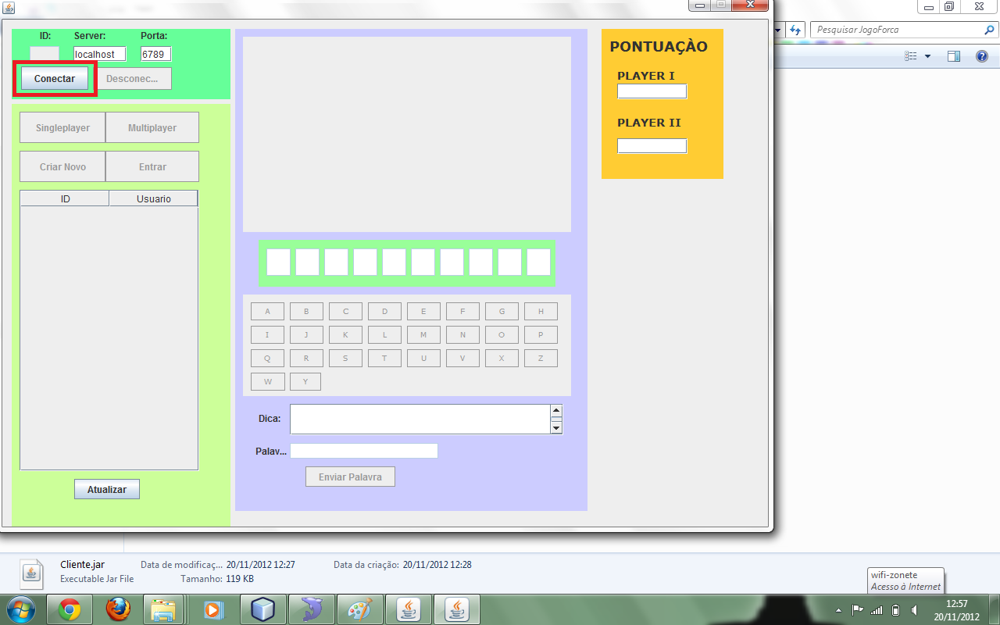 ID: Server: Porta:
localhost 6789
Conectar Desconec...
Singleplayer Multiplayer
Criar Novo Entrar
ID Usuario
Atualizar
A B C D E F G H
I J K L M N O P
Q R S T U V X Z
W Y
Dica:
Palav...
Enviar Palavra
PONTUAÇÀO
PLAYER I
PLAYER II
Pesquisar JogoForca
Cliente.jar Data de modificaç... 20/11/2012 12:27 Data da criação: 20/11/2012 12:28
Executable Jar File Tamanho: 119 KB
wifi-zonete
Acesso à Internet
12:57
20/11/2012